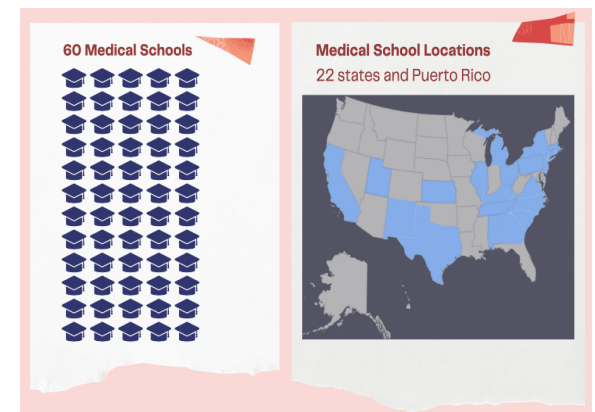 60 Medical Schools
Medical School Locations
22 states and Puerto Rico